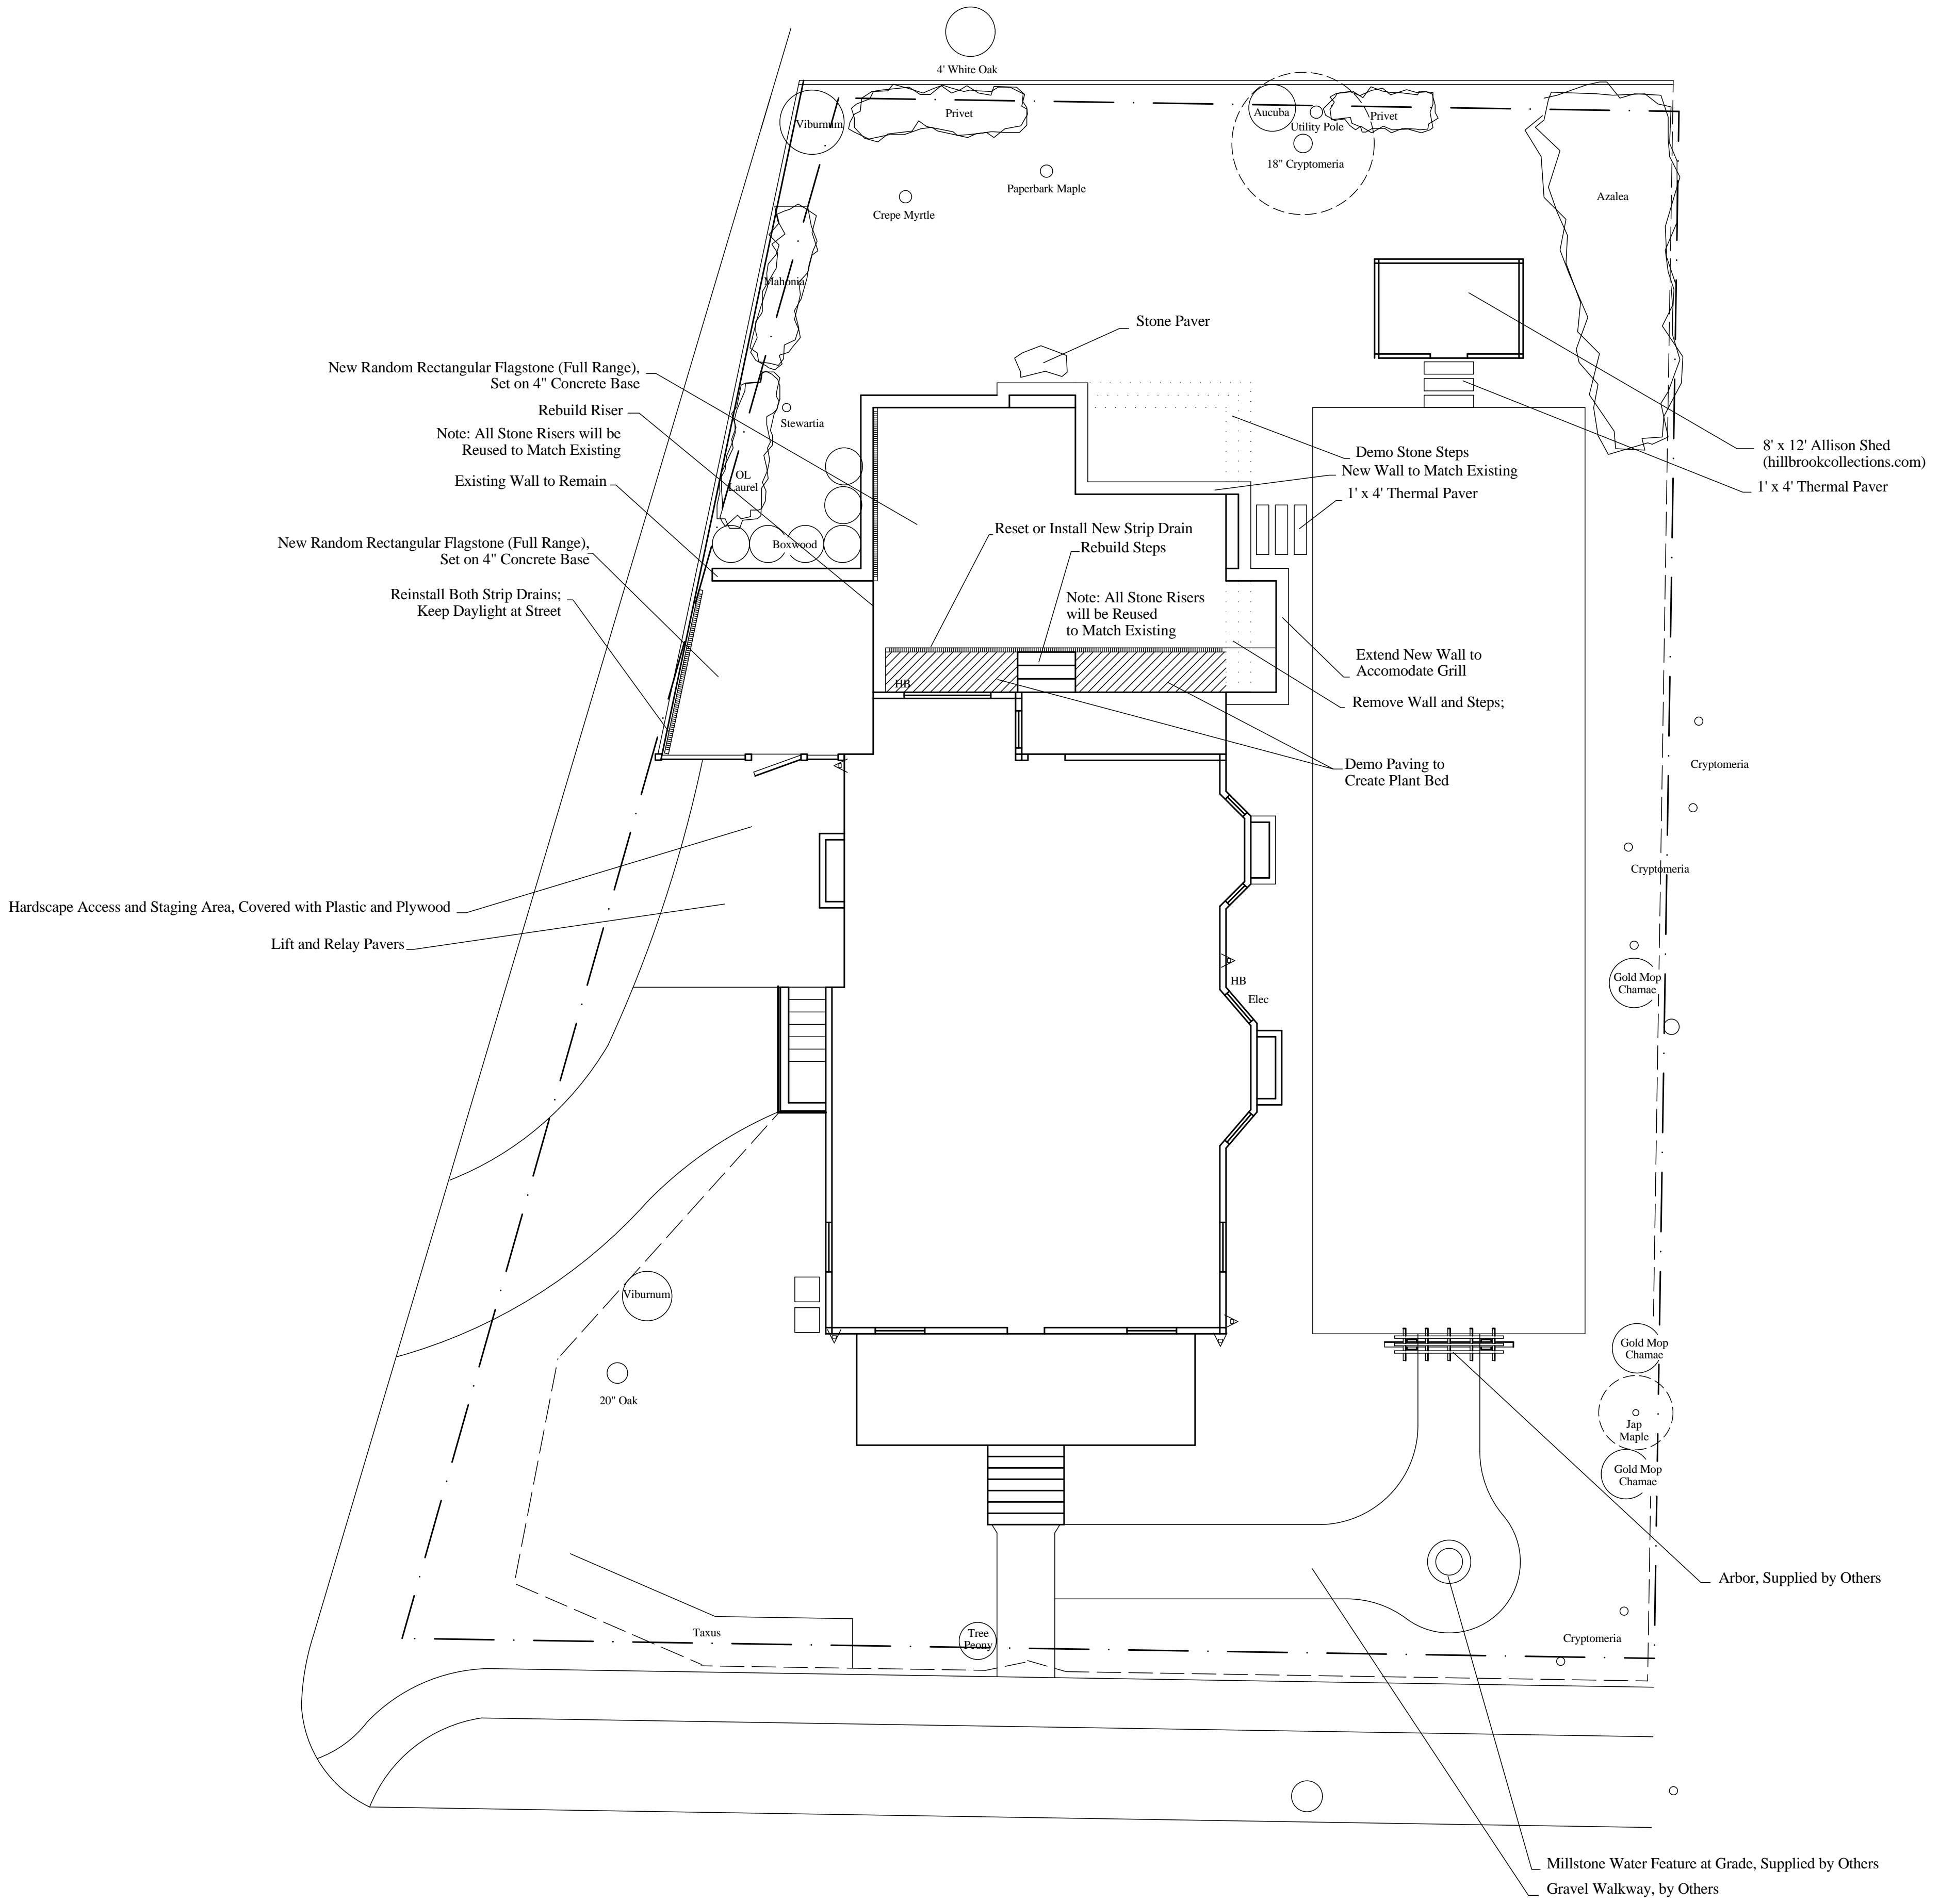 4' White Oak
Viburnum
Privet
Aucuba
Utility Pole
Privet
18" Cryptomeria
Paperbark Maple
Crepe Myrtle
Azalea
Mahonia
Stone Paver
New Random Rectangular Flagstone (Full Range),
Set on 4" Concrete Base
Rebuild Riser
Note: All Stone Risers will be
Reused to Match Existing
Existing Wall to Remain
Stewartia
OL
Laurel
Boxwood
Demo Stone Steps
New Wall to Match Existing
1' x 4' Thermal Paver
8' x 12' Allison Shed
(hillbrookcollections.com)
1' x 4' Thermal Paver
New Random Rectangular Flagstone (Full Range),
Set on 4" Concrete Base
Reinstall Both Strip Drains;
Keep Daylight at Street
Reset or Install New Strip Drain
Rebuild Steps
Note: All Stone Risers
will be Reused
to Match Existing
HB
Extend New Wall to
Accomodate Grill
Remove Wall and Steps;
Demo Paving to
Create Plant Bed
Cryptomeria
Cryptomeria
Hardscape Access and Staging Area, Covered with Plastic and Plywood
Lift and Relay Pavers
HB
Elec
Gold Mop
Chamae
Viburnum
20" Oak
Gold Mop
Chamae
Jap
Maple
Gold Mop
Chamae
Arbor, Supplied by Others
Taxus
Tree
Peony
Cryptomeria
Millstone Water Feature at Grade, Supplied by Others
Gravel Walkway, by Others